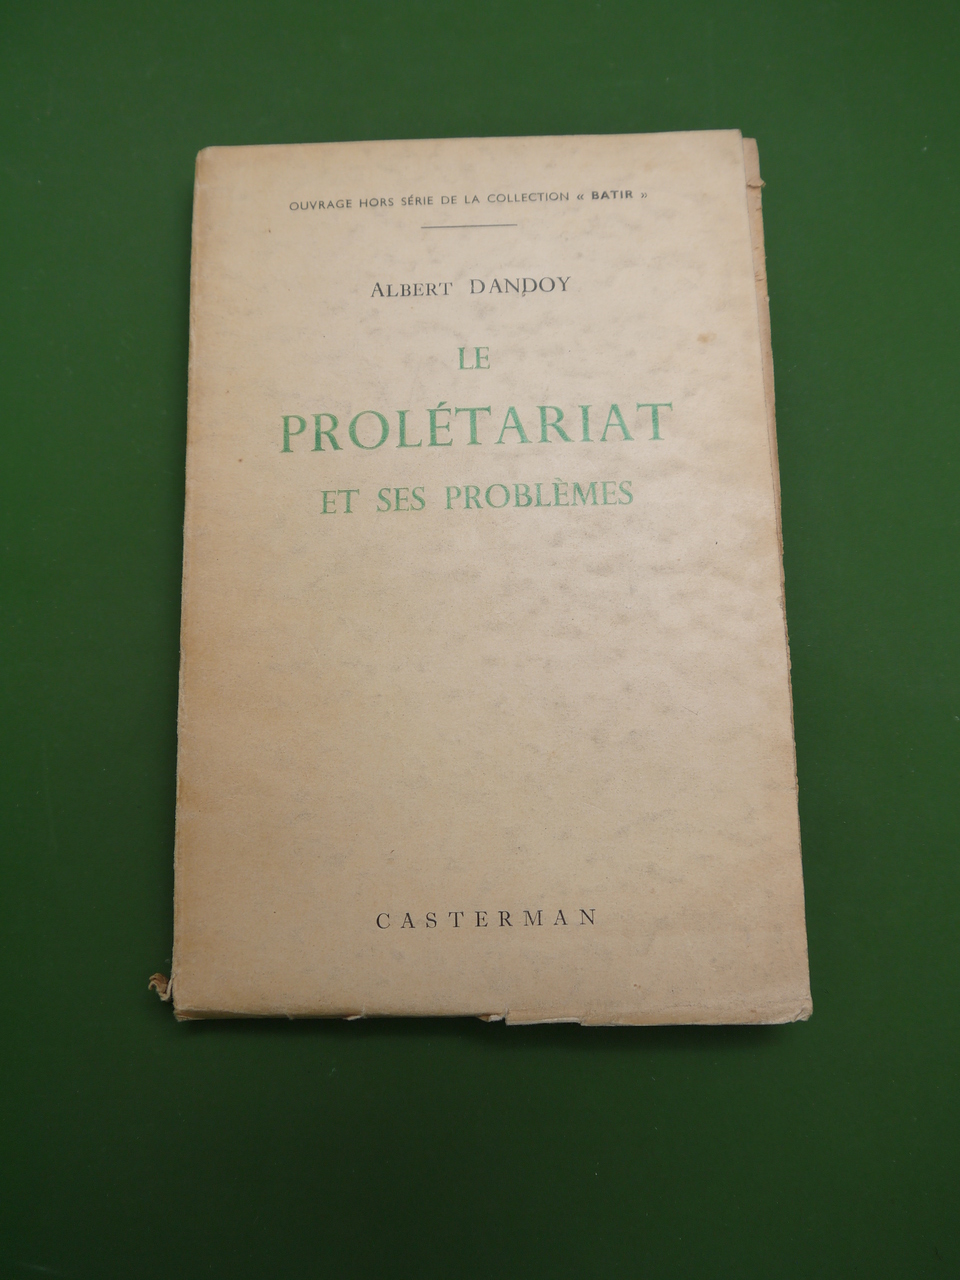 OUVRAGE HORS SÉRIE DE LA COLLECTION « BATIR »
ALBERT DANDOY
LE
PROLÉTARIAT
ET SES PROBLÈMES
CASTERMAN